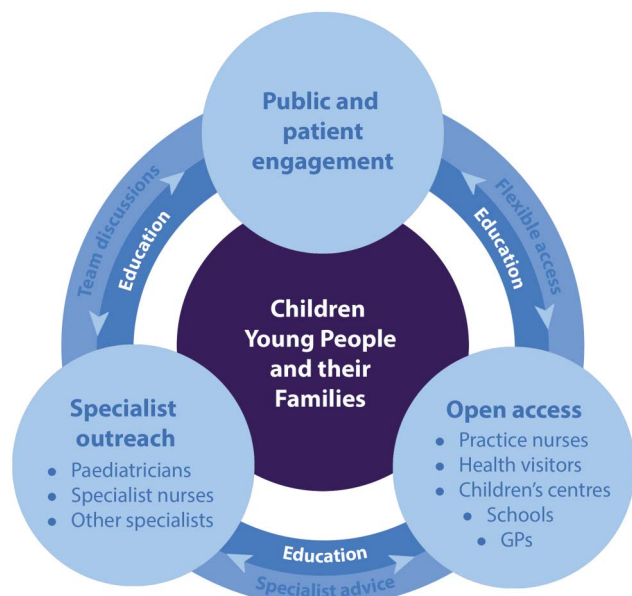 Public and
patient
engagement
Team discussions
Education
Flexible access
Education
Children
Young People
and their
Families
Specialist
outreach
● Paediatricians
● Specialist nurses
● Other specialists
Open access
● Practice nurses
● Health visitors
● Children’s centres
● Schools
● GPs
Education
Specialist advice